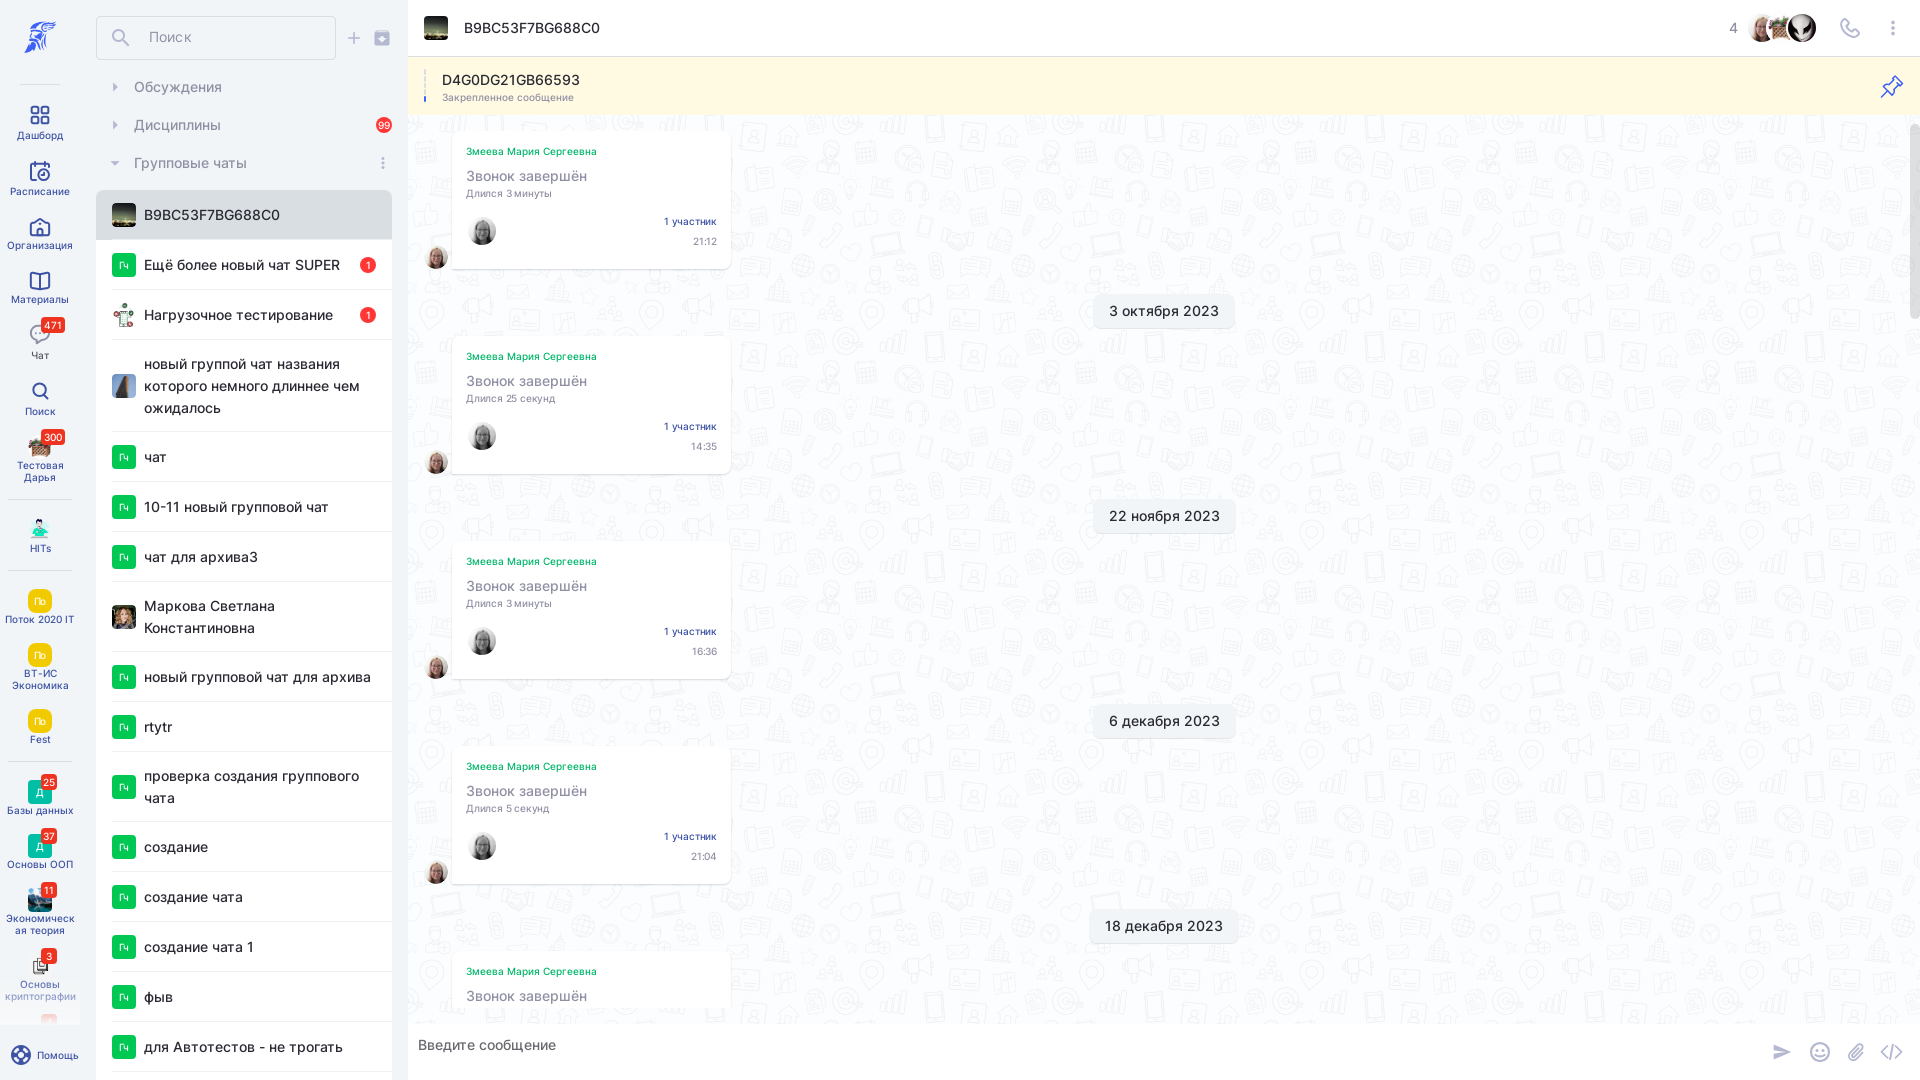 Дашборд
Расписание
Организация
Материалы
471
Чат
Поиск
300
Тестовая
Дарья
HITs
По
Поток 2020 IT
По
ВТ-ИС
Экономика
По
Fest
25
Д
Базы данных
37
Д
Основы ООП
11
Экономическ
ая теория
3
Основы
криптографии
Помощь
Поиск
Обсуждения
Дисциплины
99
Групповые чаты
B9BC53F7BG688C0
Гч
Ещё более новый чат SUPER
1
Нагрузочное тестирование
1
новый группой чат названия
которого немного длиннее чем
ожидалось
Гч
чат
Гч
10-11 новый групповой чат
Гч
чат для архива3
Маркова Светлана
Константиновна
Гч
новый групповой чат для архива
Гч
rtytr
Гч
проверка создания группового
чата
Гч
создание
Гч
создание чата
Гч
создание чата 1
Гч
фыв
Гч
для Автотестов - не трогать
B9BC53F7BG688C0
4
D4G0DG21GB66593
Закрепленное сообщение
Змеева Мария Сергеевна
Звонок завершён
Длился 3 минуты
1 участник
21:12
3 октября 2023
Змеева Мария Сергеевна
Звонок завершён
Длился 25 секунд
1 участник
14:35
22 ноября 2023
Змеева Мария Сергеевна
Звонок завершён
Длился 3 минуты
1 участник
16:36
6 декабря 2023
Змеева Мария Сергеевна
Звонок завершён
Длился 5 секунд
1 участник
21:04
18 декабря 2023
Змеева Мария Сергеевна
Звонок завершён
Введите сообщение